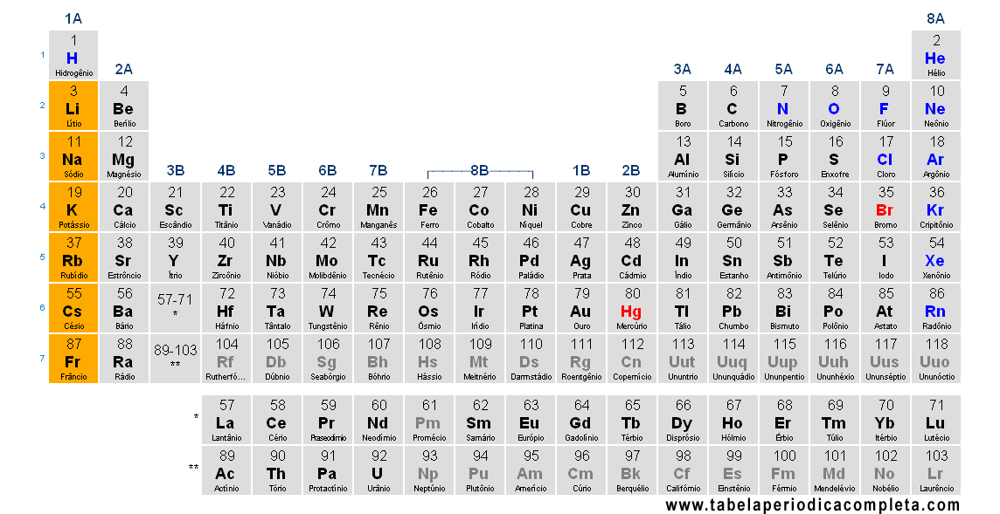 1A 8A
1 2
1 H He
Hidrogênio 2A 3A 4A 5A 6A 7A Hélio
3 4 5 6 7 8 9 10
2 Li Be B C N O F Ne
Lítio Berílio Boro Carbono Nitrogênio Oxigênio Flúor Neônio
11 12 13 14 15 16 17 18
3 Na Mg Al Si P S Cl Ar
Sódio Magnésio 3B 4B 5B 6B 7B 8B 1B 2B Alumínio Silício Fósforo Enxofre Cloro Argônio
19 20 21 22 23 24 25 26 27 28 29 30 31 32 33 34 35 36
4 K Ca Sc Ti V Cr Mn Fe Co Ni Cu Zn Ga Ge As Se Br Kr
Potássio Cálcio Escândio Titânio Vanádio Crômo Manganês Ferro Cobalto Níquel Cobre Zinco Gálio Germânio Arsênio Selênio Bromo Criptônio
37 38 39 40 41 42 43 44 45 46 47 48 49 50 51 52 53 54
5 Rb Sr Y Zr Nb Mo Tc Ru Rh Pd Ag Cd In Sn Sb Te I Xe
Rubídio Estrôncio Ítrio Zircônio Nióbio Molibdênio Tecnécio Rutênio Ródio Paládio Prata Cádmio Índio Estanho Antimônio Telúrio Iodo Xenônio
55 56 57-71 72 73 74 75 76 77 78 79 80 81 82 83 84 85 86
6 Cs Ba * Hf Ta W Re Os Ir Pt Au Hg Tl Pb Bi Po At Rn
Césio Bário Háfnio Tântalo Tungstênio Rênio Ósmio Irídio Platina Ouro Mercúrio Tálio Chumbo Bismuto Polônio Astato Radônio
87 88 89-103 104 105 106 107 108 109 110 111 112 113 114 115 116 117 118
7 Fr Ra ** Rf Db Sg Bh Hs Mt Ds Rg Cn Uut Uuq Uup Uuh Uus Uuo
Frâncio Rádio Rutherfó... Dúbnio Seabórgio Bóhrio Hássio Meitnério Darmstádio Roentgênio Copernício Ununtrio Ununquádio Ununpentio Ununhéxio Ununséptio Ununóctio
57 58 59 60 61 62 63 64 65 66 67 68 69 70 71
* La Ce Pr Nd Pm Sm Eu Gd Tb Dy Ho Er Tm Yb Lu
Lantânio Cério Praseodímio Neodímio Promécio Samário Európio Gadolínio Térbio Disprósio Hólmio Érbio Túlio Itérbio Lutécio
89 90 91 92 93 94 95 96 97 98 99 100 101 102 103
** Ac Th Pa U Np Pu Am Cm Bk Cf Es Fm Md No Lr
Actínio Tório Protactínio Urânio Neptúnio Plutônio Amerício Cúrio Berquélio Califórnio Einstênio Férmio Mendelévio Nobélio Laurêncio
www.tabelaperiodicacompleta.com